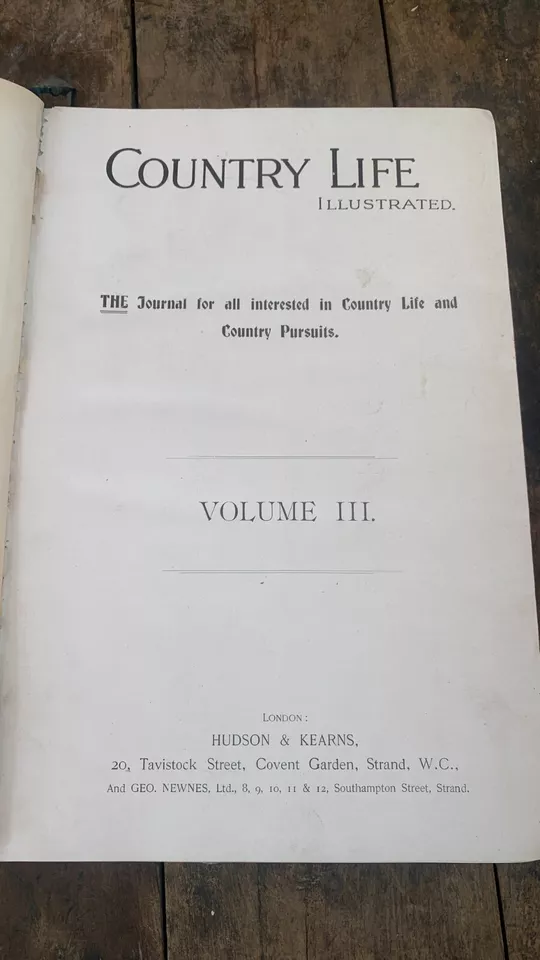 COUNTRY LIFE
ILLUSTRATED.
THE Journal for all interested in Country Life and
Country Pursuits.
VOLUME III.
LONDON:
HUDSON & KEARNS,
20, Tavistock Street, Covent Garden, Strand, W.C.,
And GEO. NEWNES, Ltd., 8, 9, 10, 11 & 12, Southampton Street, Strand.